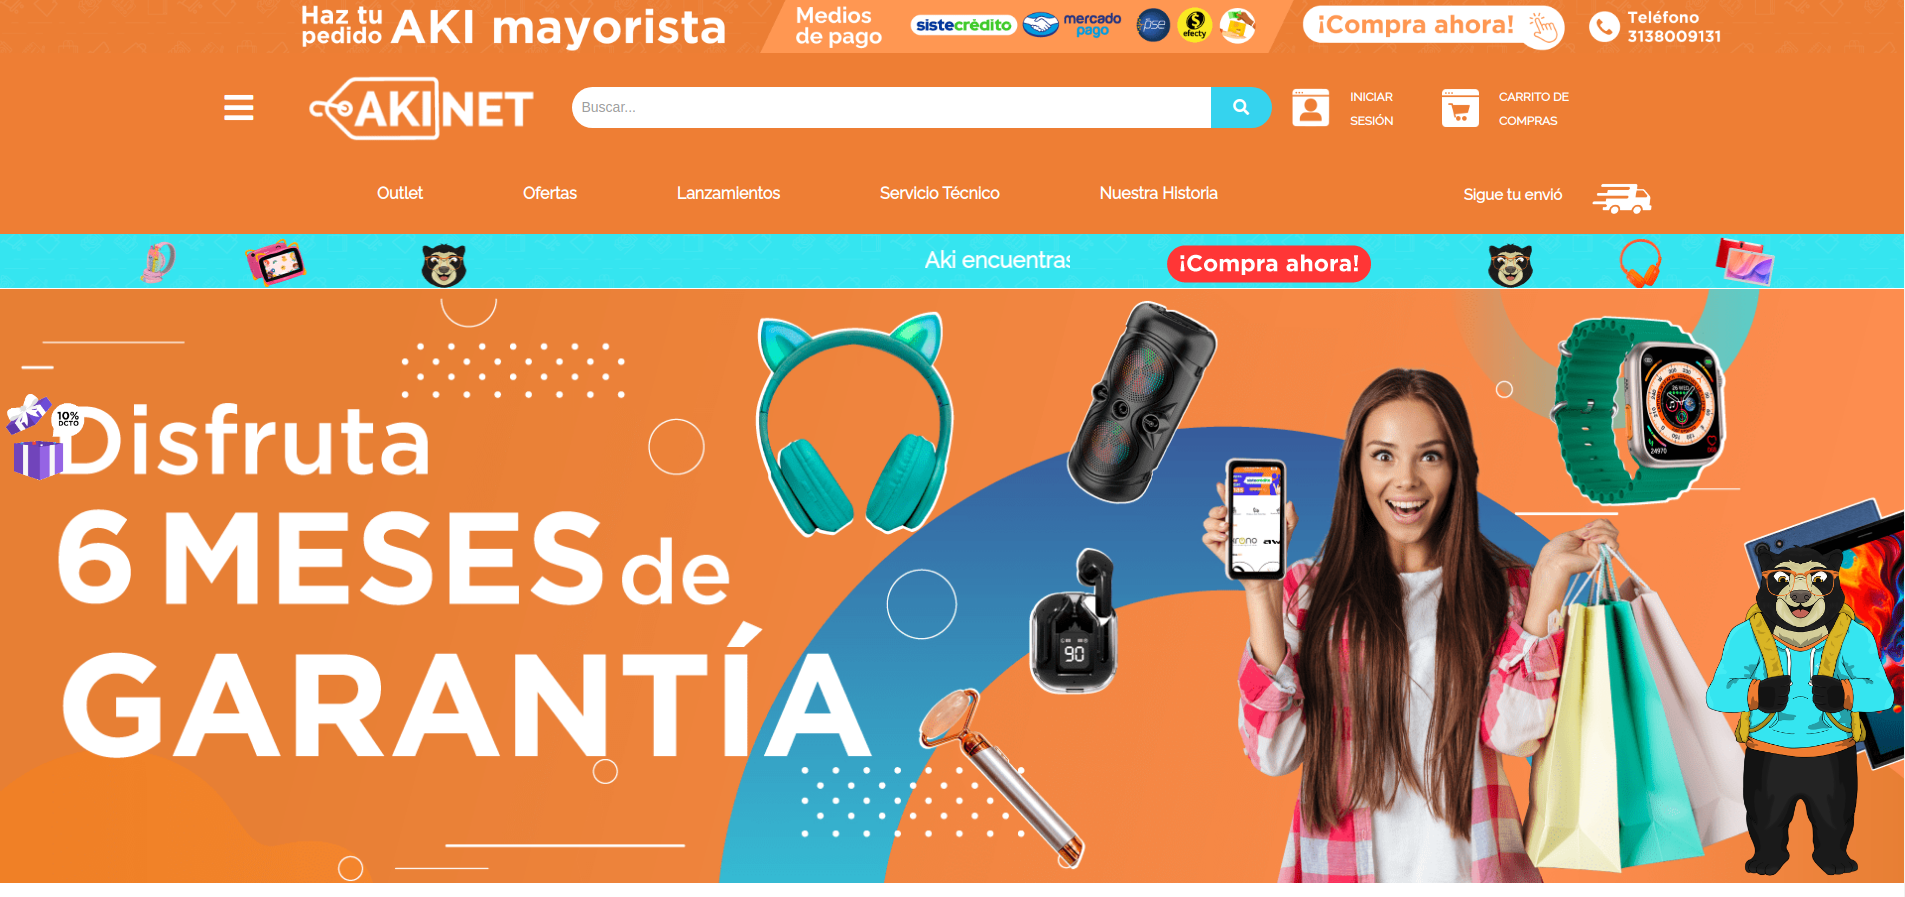 Haz tu
pedido AKI mayorista
Medios
de pago
sistecrédito
mercado
pago
pse
efecty
¡Compra ahora!
Teléfono
3138009131
AKINET
Buscar...
INICIAR
SESIÓN
CARRITO DE
COMPRAS
Outlet
Ofertas
Lanzamientos
Servicio Técnico
Nuestra Historia
Sigue tu envió
Aki encuentras
¡Compra ahora!
10%
DCTO
Disfruta
6 MESES de
GARANTÍA
90
sistecrédito
24970